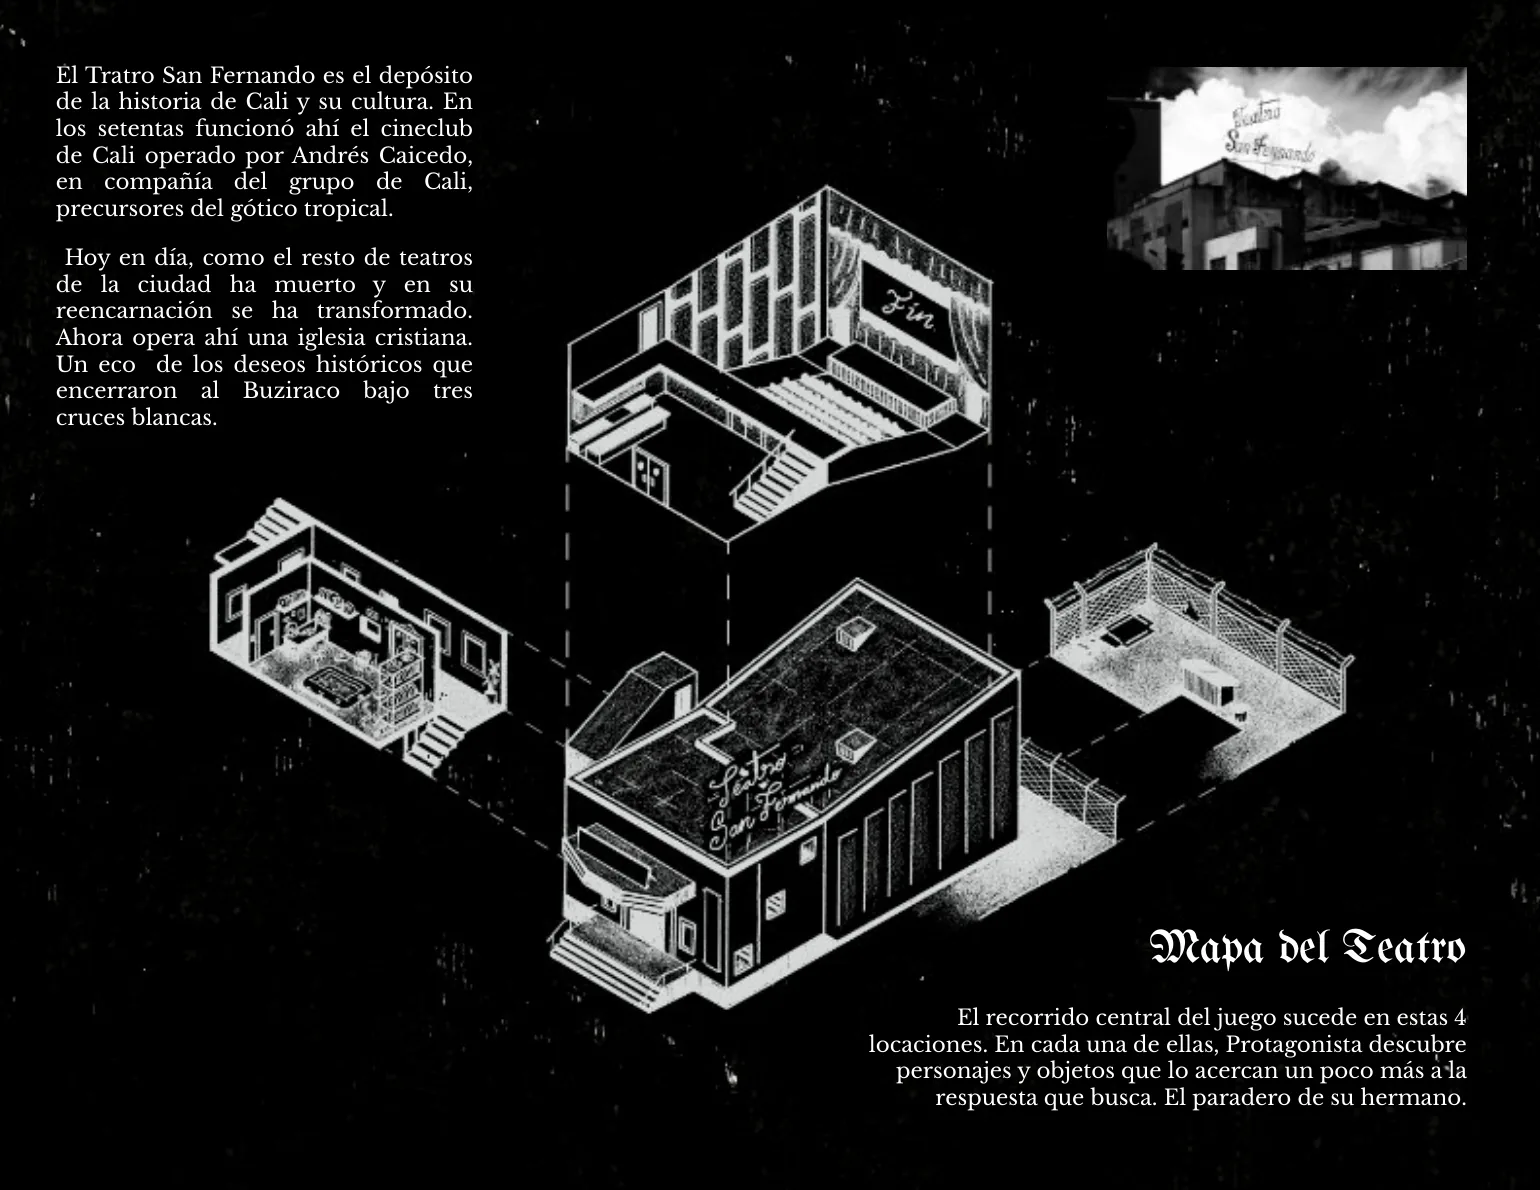 El Tratro San Fernando es el depósito
de la historia de Cali y su cultura. En
los setentas funcionó ahí el cineclub
de Cali operado por Andrés Caicedo,
en compañía del grupo de Cali,
precursores del gótico tropical.
Hoy en día, como el resto de teatros
de la ciudad ha muerto y en su
reencarnación se ha transformado.
Ahora opera ahí una iglesia cristiana.
Un eco de los deseos históricos que
encerraron al Buziraco bajo tres
cruces blancas.
Teatro
San Fernando
Fin
Teatro
San Fernando
Mapa del Teatro
El recorrido central del juego sucede en estas 4
locaciones. En cada una de ellas, Protagonista descubre
personajes y objetos que lo acercan un poco más a la
respuesta que busca. El paradero de su hermano.